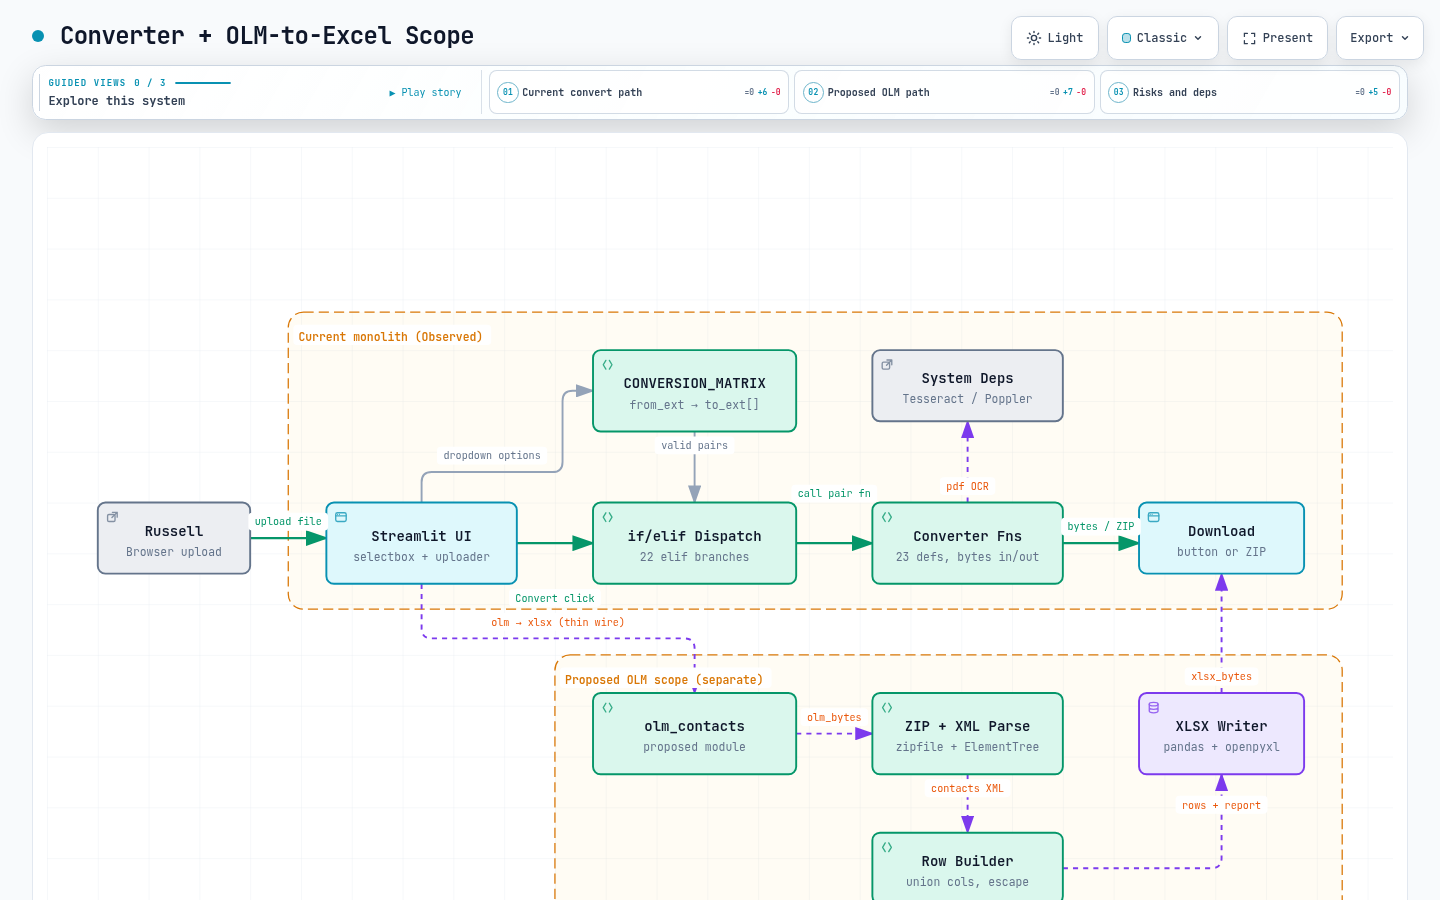 Converter + OLM-to-Excel Scope
Light
Classic
Present
Export
GUIDED VIEWS 0 / 3
Explore this system
▶ Play story
01 Current convert path =0 +6 -0
02 Proposed OLM path =0 +7 -0
03 Risks and deps =0 +5 -0
Current monolith (Observed)
CONVERSION_MATRIX
from_ext → to_ext[]
System Deps
Tesseract / Poppler
dropdown options
valid pairs
pdf OCR
call pair fn
Russell
Browser upload
upload file
Streamlit UI
selectbox + uploader
if/elif Dispatch
22 elif branches
Converter Fns
23 defs, bytes in/out
bytes / ZIP
Download
button or ZIP
Convert click
olm → xlsx (thin wire)
Proposed OLM scope (separate)
xlsx_bytes
olm_contacts
proposed module
olm_bytes
ZIP + XML Parse
zipfile + ElementTree
XLSX Writer
pandas + openpyxl
contacts XML
rows + report
Row Builder
union cols, escape